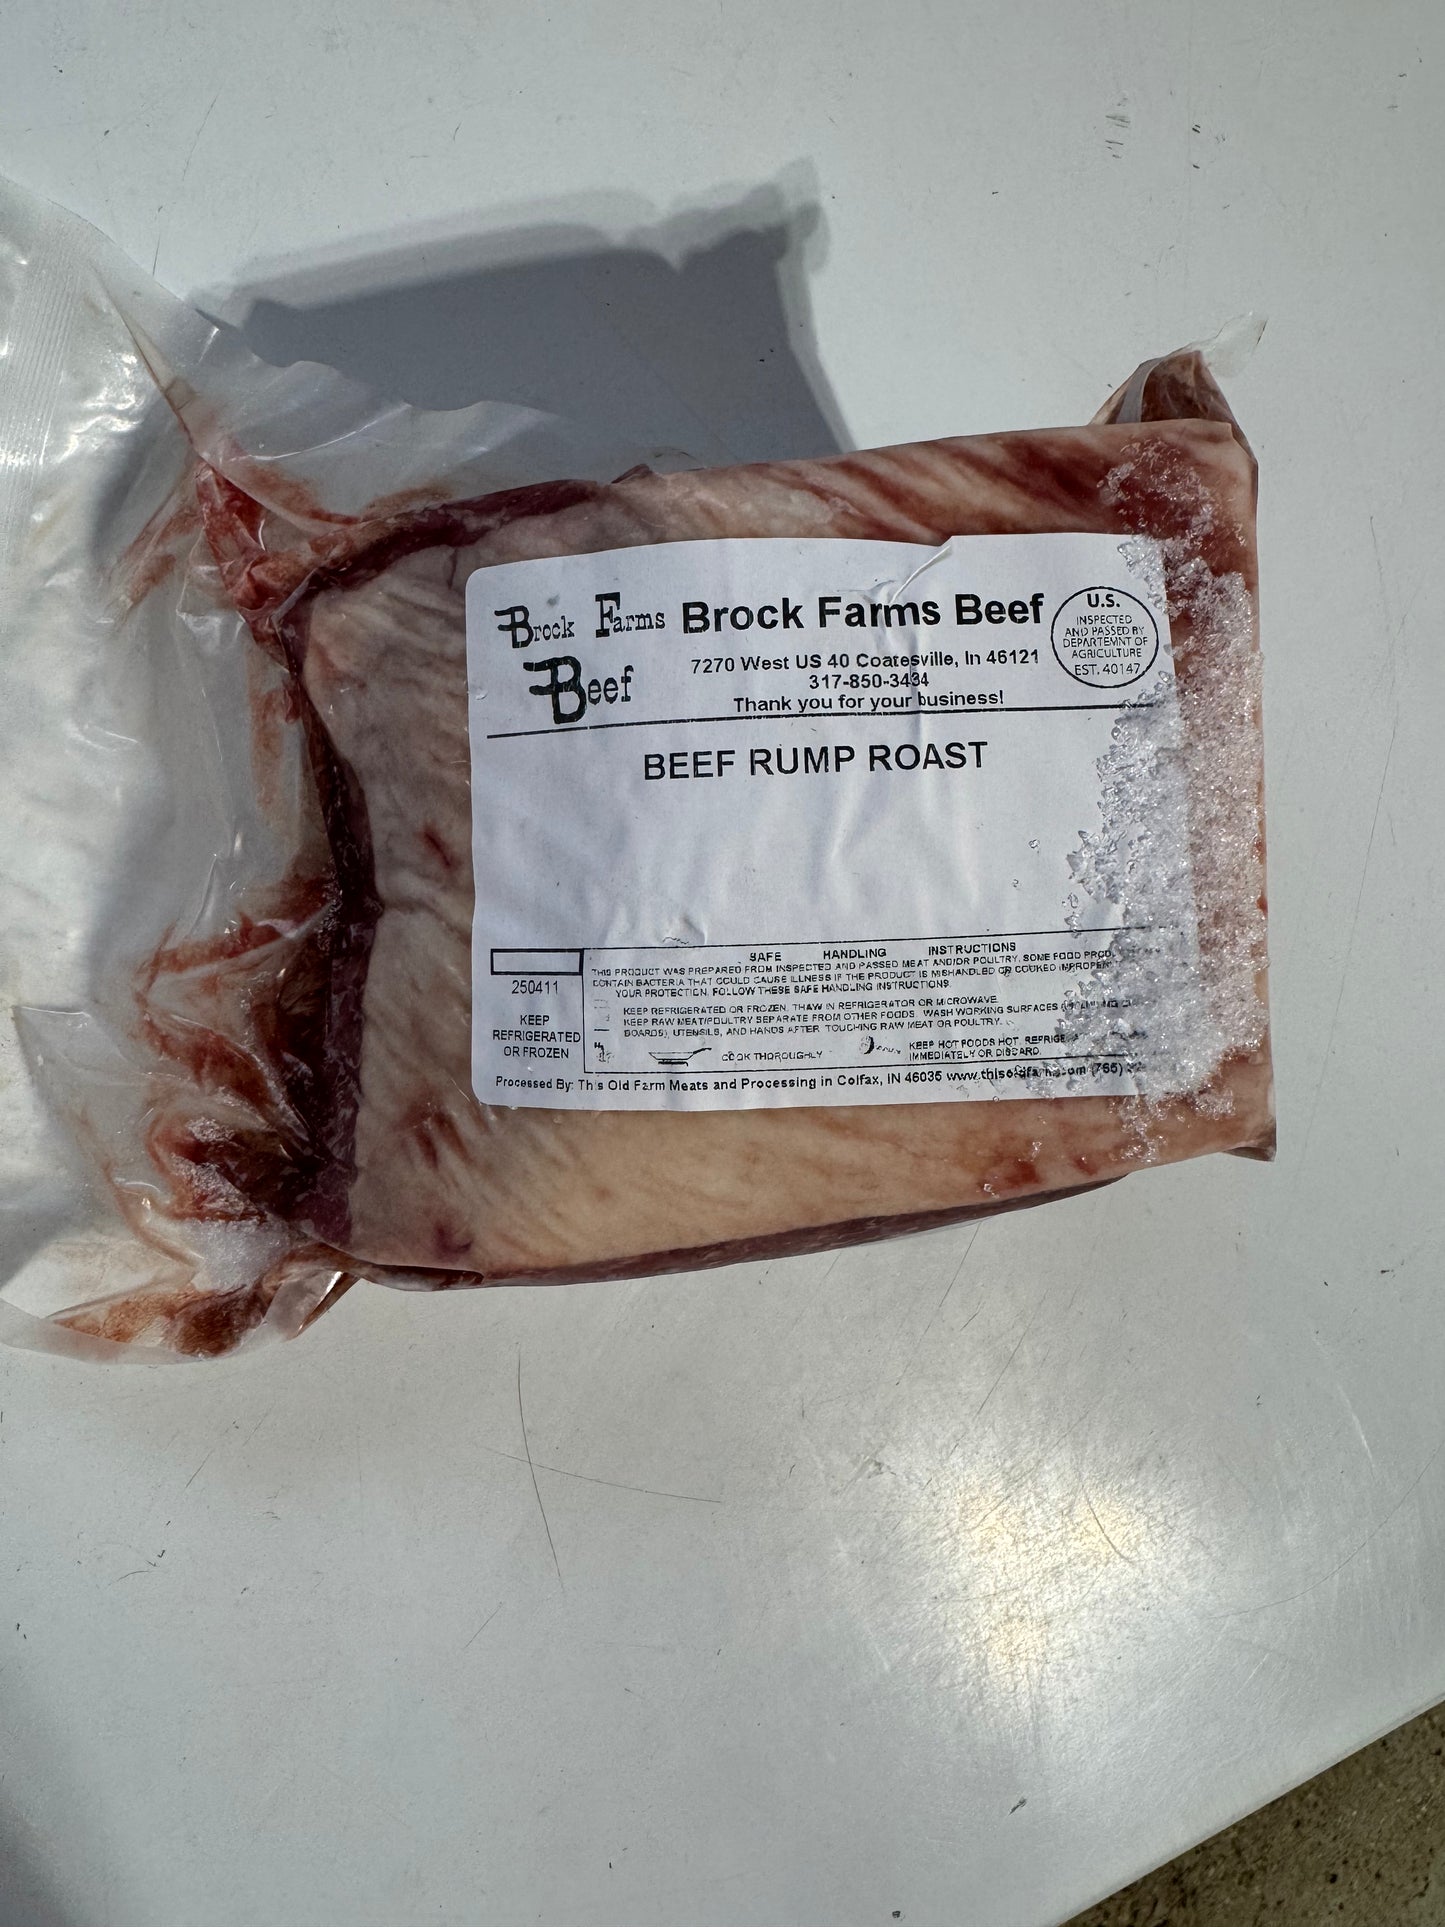 Brock Farms
Beef
Brock Farms Beef
7270 West US 40 Coatesville, In 46121
317-850-3434
Thank you for your business!
U.S.
INSPECTED
AND PASSED BY
DEPARTEMNT OF
AGRICULTURE
EST. 40147
BEEF RUMP ROAST
250411
KEEP
REFRIGERATED
OR FROZEN
SAFE HANDLING INSTRUCTIONS
THIS PRODUCT WAS PREPARED FROM INSPECTED AND PASSED MEAT AND/OR POULTRY. SOME FOOD
CONTAIN BACTERIA THAT COULD CAUSE ILLNESS IF THE PRODUCT IS MISHANDLED OR COOKED
YOUR PROTECTION, FOLLOW THESE SAFE HANDLING INSTRUCTIONS.
KEEP REFRIGERATED OR FROZEN. THAW IN REFRIGERATOR OR MICROWAVE.
KEEP RAW MEAT/POULTRY SEPARATE FROM OTHER FOODS. WASH WORKING SURFACES
BOARDS), UTENSILS, AND HANDS AFTER TOUCHING RAW MEAT OR POULTRY.
COOK THOROUGHLY
KEEP HOT FOODS HOT.
IMMEDIATELY OR DISCARD.
Processed By: This Old Farm Meats and Processing in Colfax, IN 46035 www.thisoldfarm.com (765)